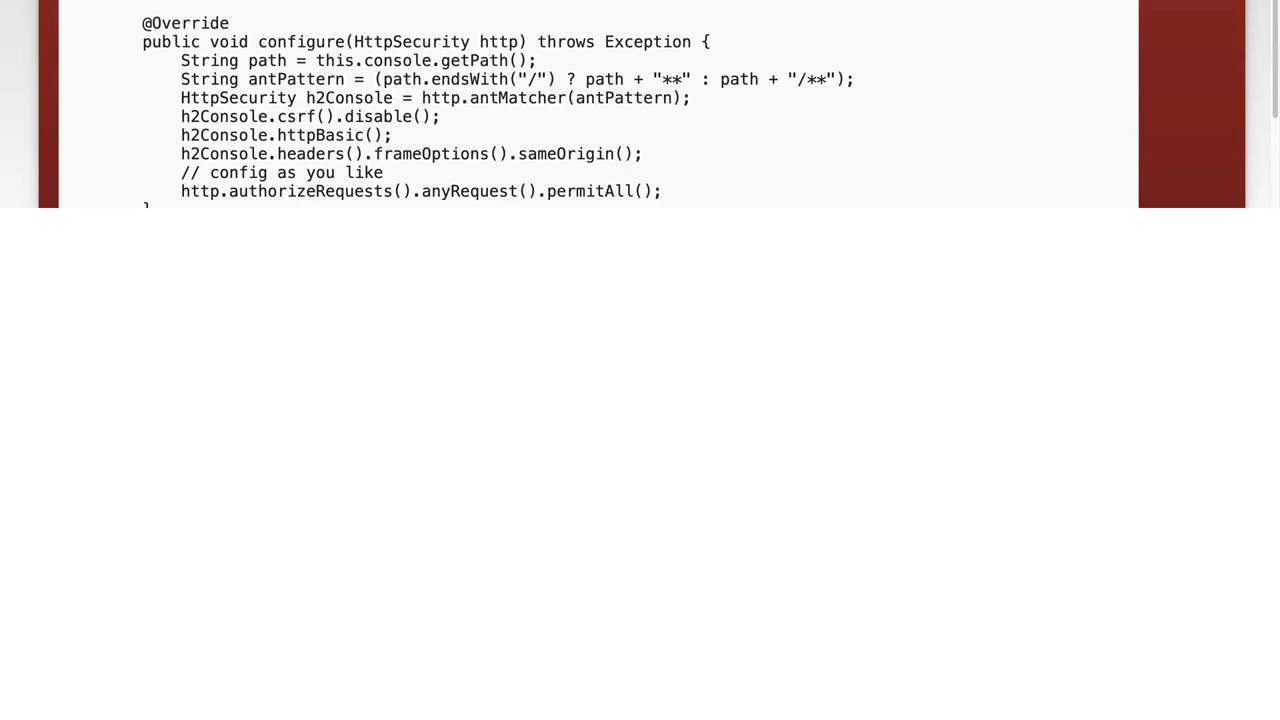 @Override
public void configure(HttpSecurity http) throws Exception {
    String path = this.console.getPath();
    String antPattern = (path.endsWith("/") ? path + "**" : path + "/**");
    HttpSecurity h2Console = http.antMatcher(antPattern);
    h2Console.csrf().disable();
    h2Console.httpBasic();
    h2Console.headers().frameOptions().sameOrigin();
    // config as you like
    http.authorizeRequests().anyRequest().permitAll();
}